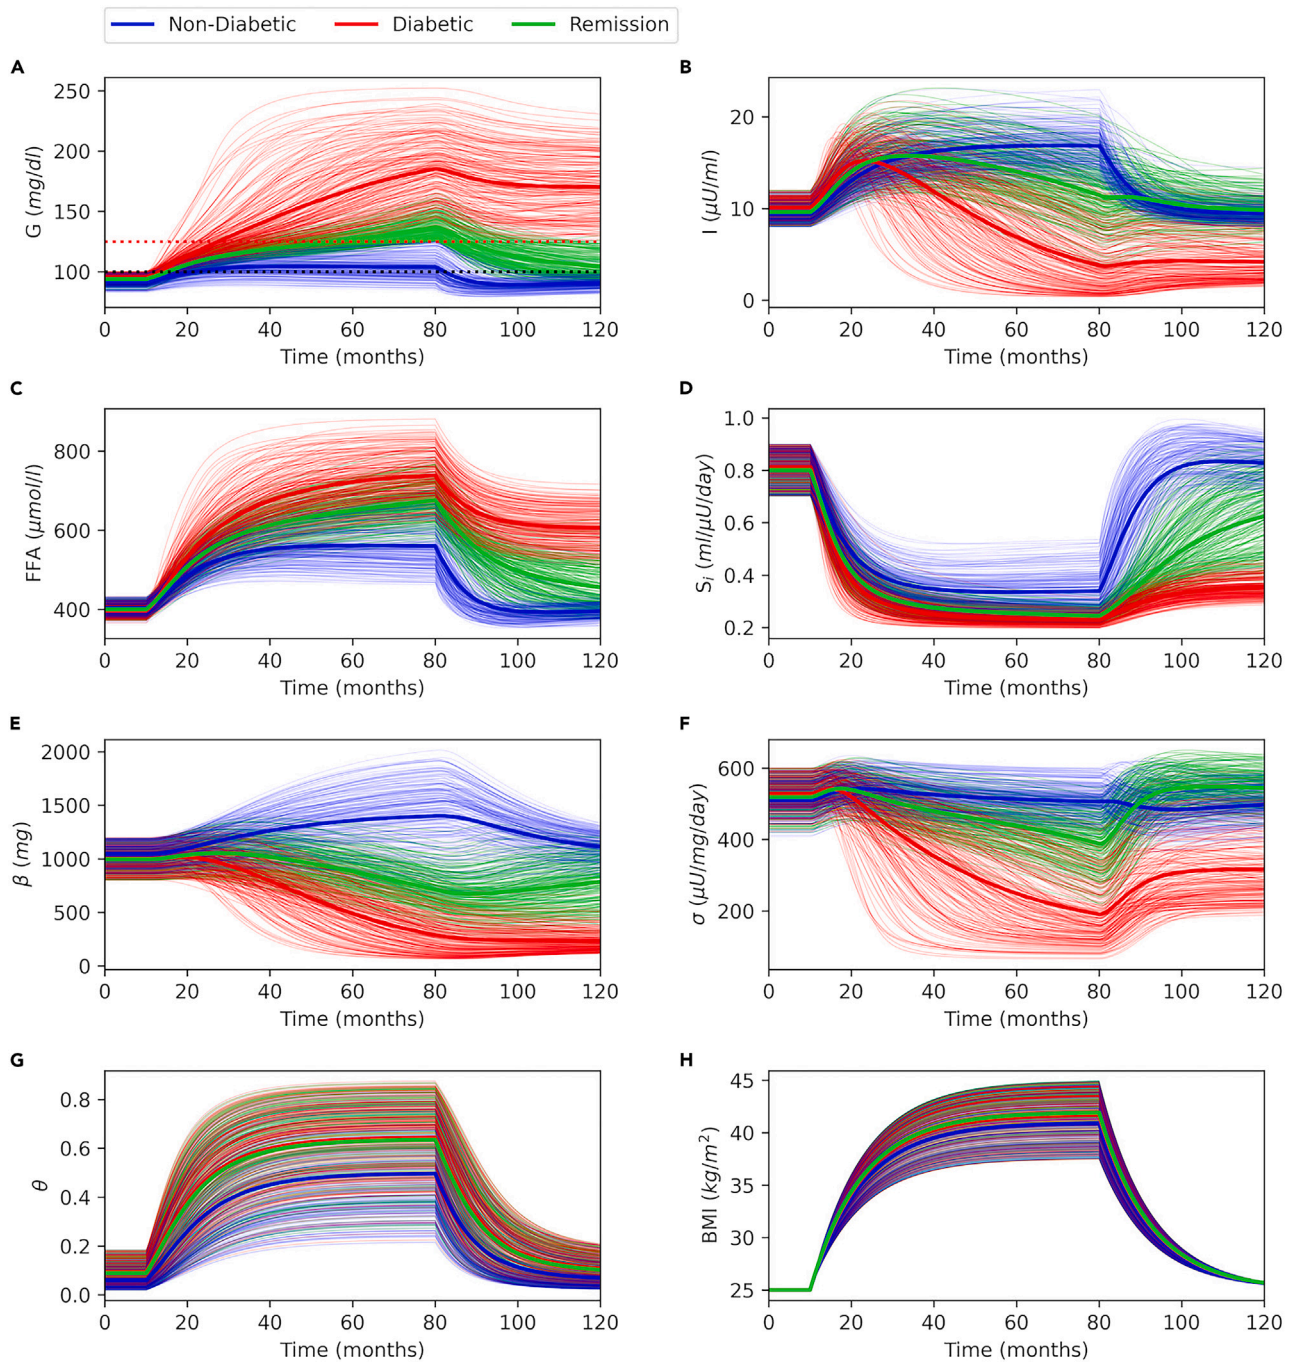 Non-Diabetic Diabetic Remission
A
250
200
150
100
G (mg/dl)
0 20 40 60 80 100 120
Time (months)
B
20
10
0
I (μU/ml)
0 20 40 60 80 100 120
Time (months)
C
800
600
400
FFA (μmol/l)
0 20 40 60 80 100 120
Time (months)
D
1.0
0.8
0.6
0.4
0.2
Si (ml/μU/day)
0 20 40 60 80 100 120
Time (months)
E
2000
1500
1000
500
0
β (mg)
0 20 40 60 80 100 120
Time (months)
F
600
400
200
σ (μU/mg/day)
0 20 40 60 80 100 120
Time (months)
G
0.8
0.6
0.4
0.2
0.0
θ
0 20 40 60 80 100 120
Time (months)
H
45
40
35
30
25
BMI (kg/m²)
0 20 40 60 80 100 120
Time (months)